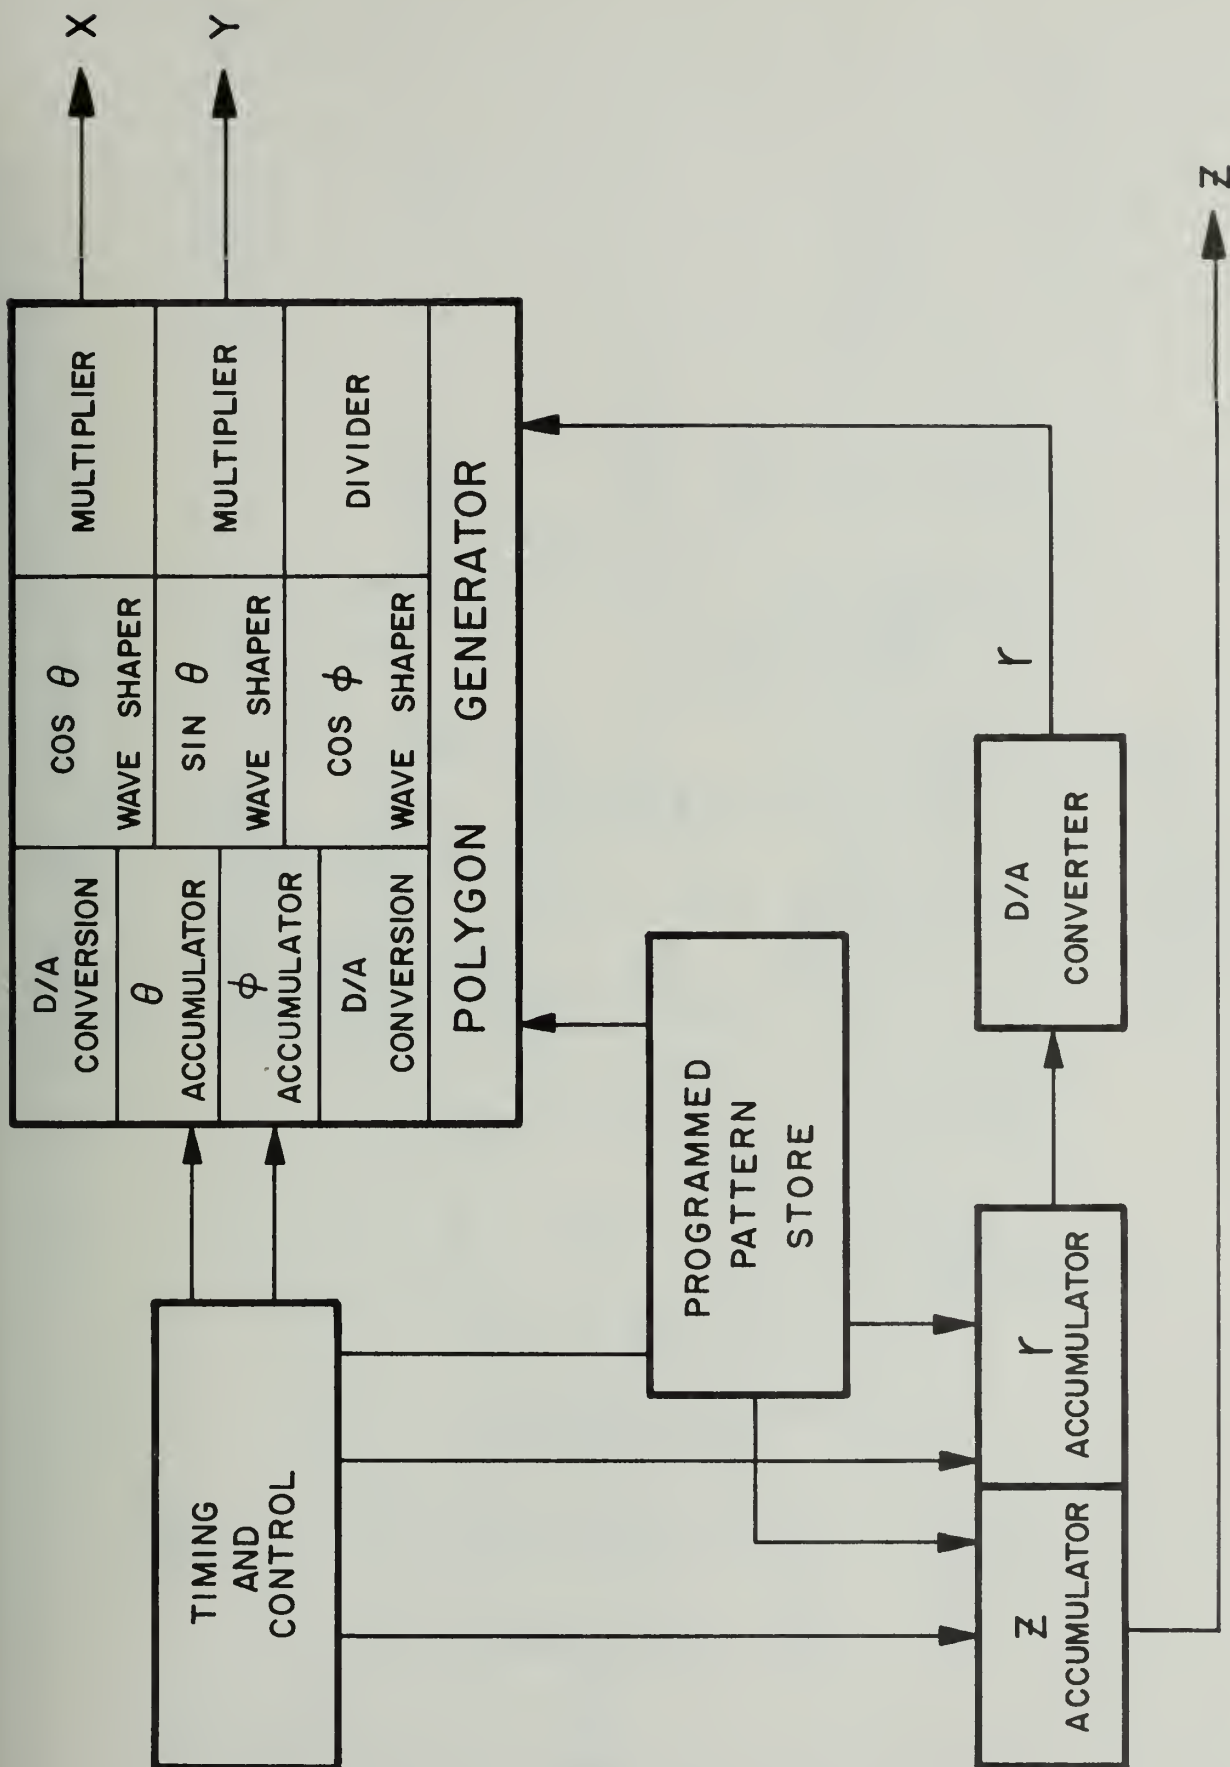 TIMING
AND
CONTROL
D/A
CONVERSION
θ
ACCUMULATOR
ϕ
ACCUMULATOR
D/A
CONVERSION
COS θ
WAVE SHAPER
SIN θ
WAVE SHAPER
COS ϕ
WAVE SHAPER
MULTIPLIER
MULTIPLIER
DIVIDER
POLYGON GENERATOR
X
Y
PROGRAMMED
PATTERN
STORE
Z
ACCUMULATOR
r
ACCUMULATOR
D/A
CONVERTER
r
Z